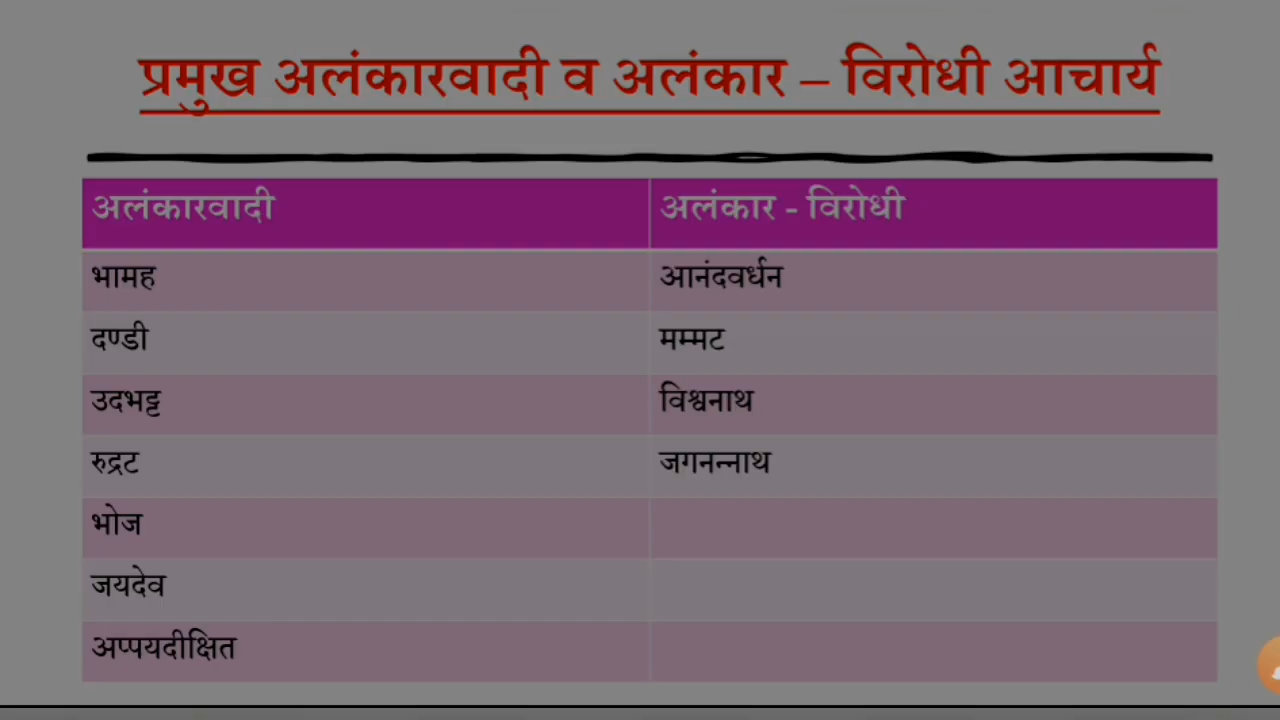 प्रमुख अलंकारवादी व अलंकार – विरोधी आचार्य
अलंकारवादी अलंकार - विरोधी
भामह आनंदवर्धन
दण्डी मम्मट
उदभट्ट विश्वनाथ
रुद्रट जगनन्नाथ
भोज
जयदेव
अप्पयदीक्षित